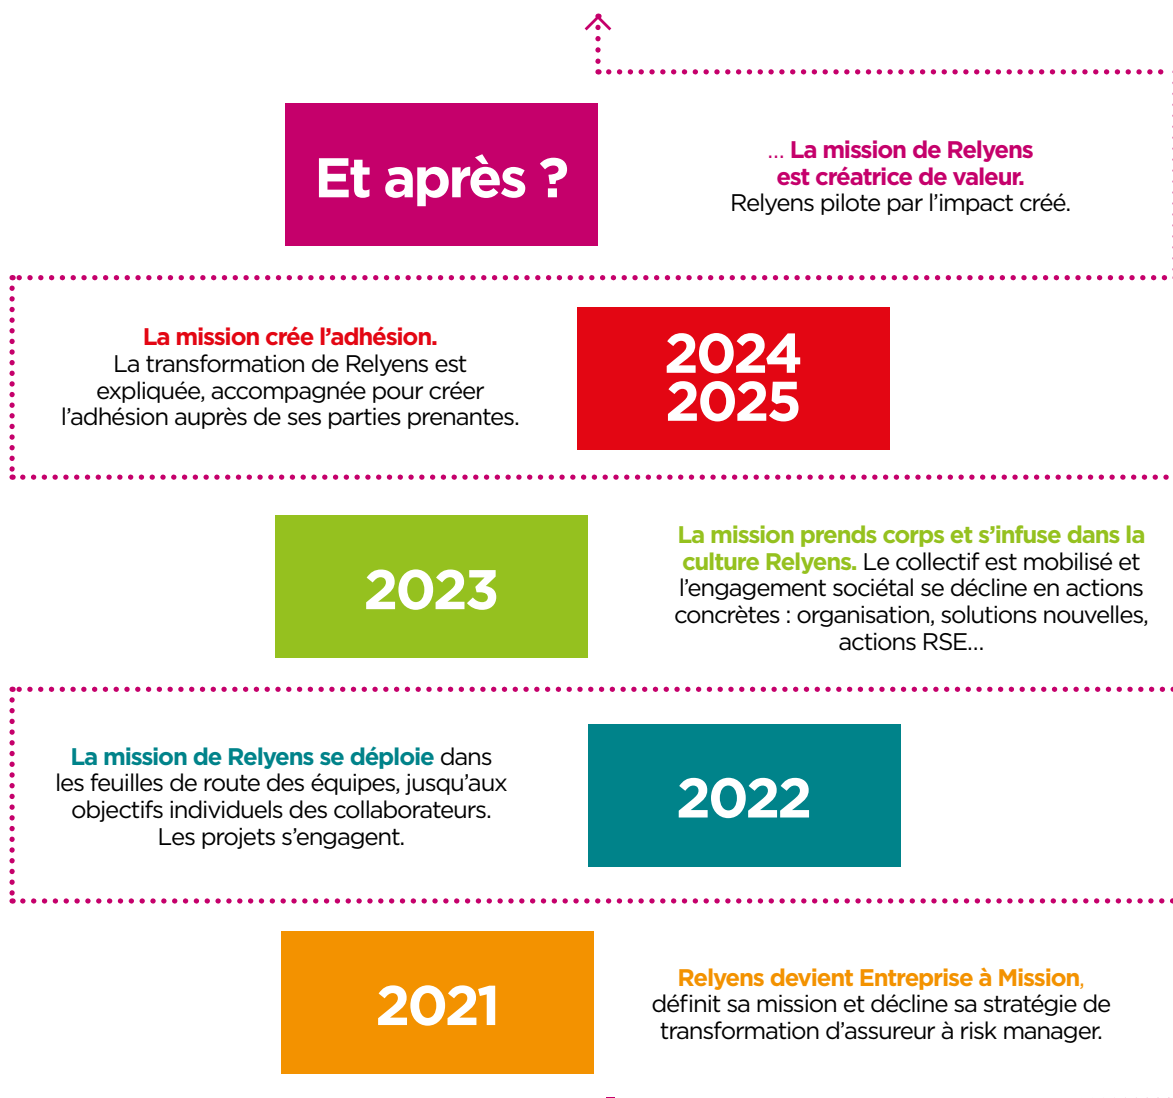 Et après ?
... La mission de Relyens
est créatrice de valeur.
Relyens pilote par l’impact créé.
La mission crée l’adhésion.
La transformation de Relyens est
expliquée, accompagnée pour créer
l’adhésion auprès de ses parties prenantes.
2024
2025
2023
La mission prends corps et s’infuse dans la
culture Relyens. Le collectif est mobilisé et
l’engagement sociétal se décline en actions
concrètes : organisation, solutions nouvelles,
actions RSE...
La mission de Relyens se déploie dans
les feuilles de route des équipes, jusqu’aux
objectifs individuels des collaborateurs.
Les projets s’engagent.
2022
2021
Relyens devient Entreprise à Mission,
définit sa mission et décline sa stratégie de
transformation d’assureur à risk manager.